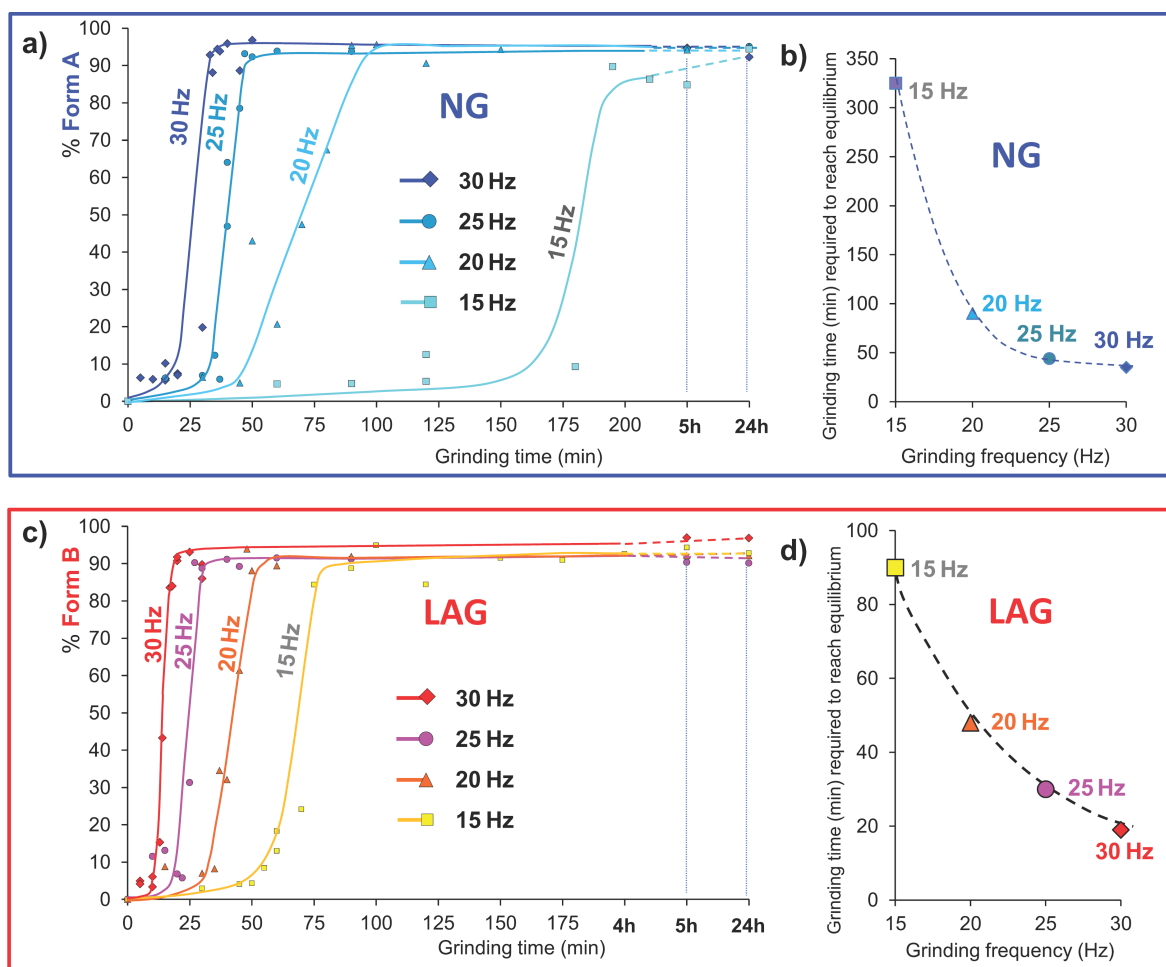 a)
% Form A
100
90
80
70
60
50
40
30
20
10
0
30 Hz
25 Hz
20 Hz
15 Hz
NG
30 Hz
25 Hz
20 Hz
15 Hz
0 25 50 75 100 125 150 175 200 5h 24h
Grinding time (min)
b)
Grinding time (min) required to reach equilibrium
350
300
250
200
150
100
50
0
15 Hz
NG
20 Hz
25 Hz
30 Hz
15 20 25 30
Grinding frequency (Hz)
c)
% Form B
100
90
80
70
60
50
40
30
20
10
0
30 Hz
25 Hz
20 Hz
15 Hz
LAG
30 Hz
25 Hz
20 Hz
15 Hz
0 25 50 75 100 125 150 175 4h 5h 24h
Grinding time (min)
d)
Grinding time (min) required to reach equilibrium
100
80
60
40
20
0
15 Hz
LAG
20 Hz
25 Hz
30 Hz
15 20 25 30
Grinding frequency (Hz)